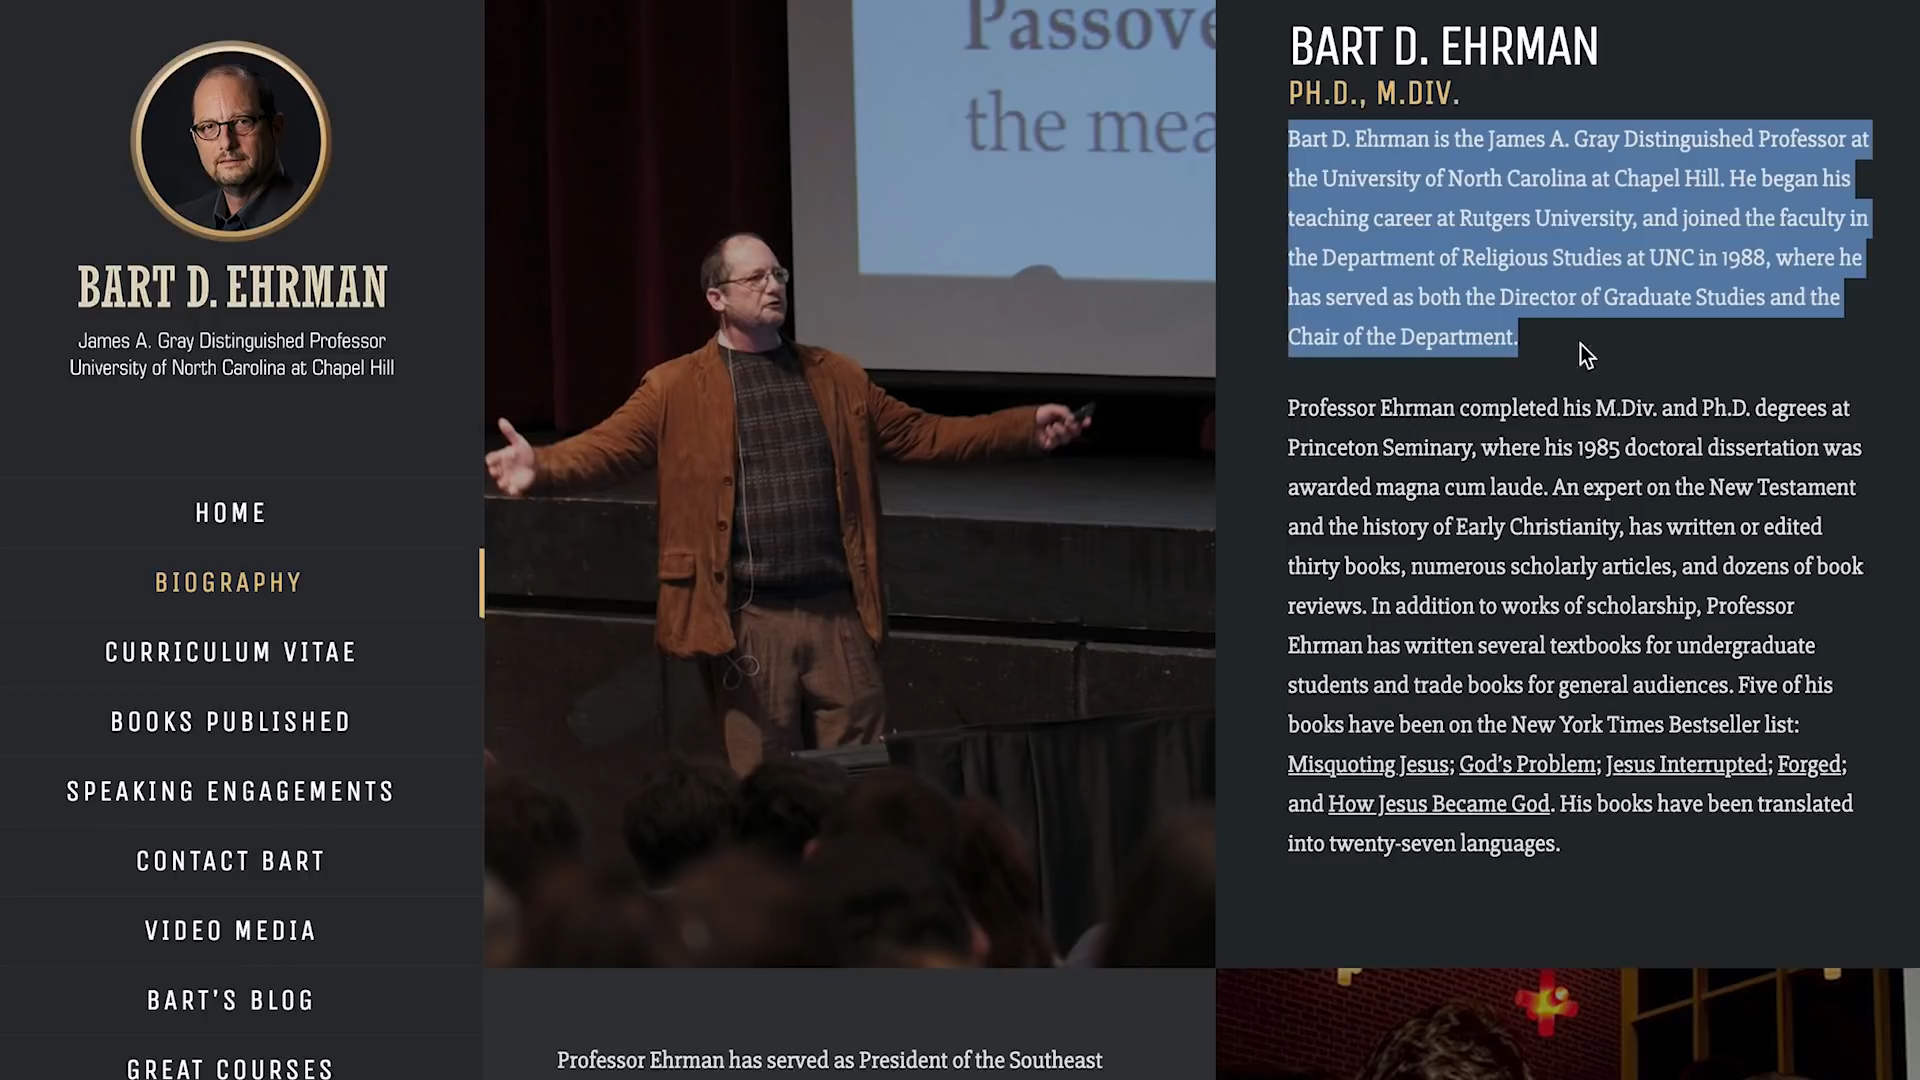 BART D. EHRMAN
James A. Gray Distinguished Professor
University of North Carolina at Chapel Hill
HOME
BIOGRAPHY
CURRICULUM VITAE
BOOKS PUBLISHED
SPEAKING ENGAGEMENTS
CONTACT BART
VIDEO MEDIA
BART'S BLOG
GREAT COURSES
the
Professor Ehrman has served as President of the Southeast
BART D. EHRMAN
PH.D., M.DIV.
Bart D. Ehrman is the James A. Gray Distinguished Professor at
the University of North Carolina at Chapel Hill. He began his
teaching career at Rutgers University, and joined the faculty in
the Department of Religious Studies at UNC in 1988, where he
has served as both the Director of Graduate Studies and the
Chair of the Department.
Professor Ehrman completed his M.Div. and Ph.D. degrees at
Princeton Seminary, where his 1985 doctoral dissertation was
awarded magna cum laude. An expert on the New Testament
and the history of Early Christianity, has written or edited
thirty books, numerous scholarly articles, and dozens of book
reviews. In addition to works of scholarship, Professor
Ehrman has written several textbooks for undergraduate
students and trade books for general audiences. Five of his
books have been on the New York Times Bestseller list:
Misquoting Jesus; God's Problem; Jesus Interrupted; Forged;
and How Jesus Became God. His books have been translated
into twenty-seven languages.